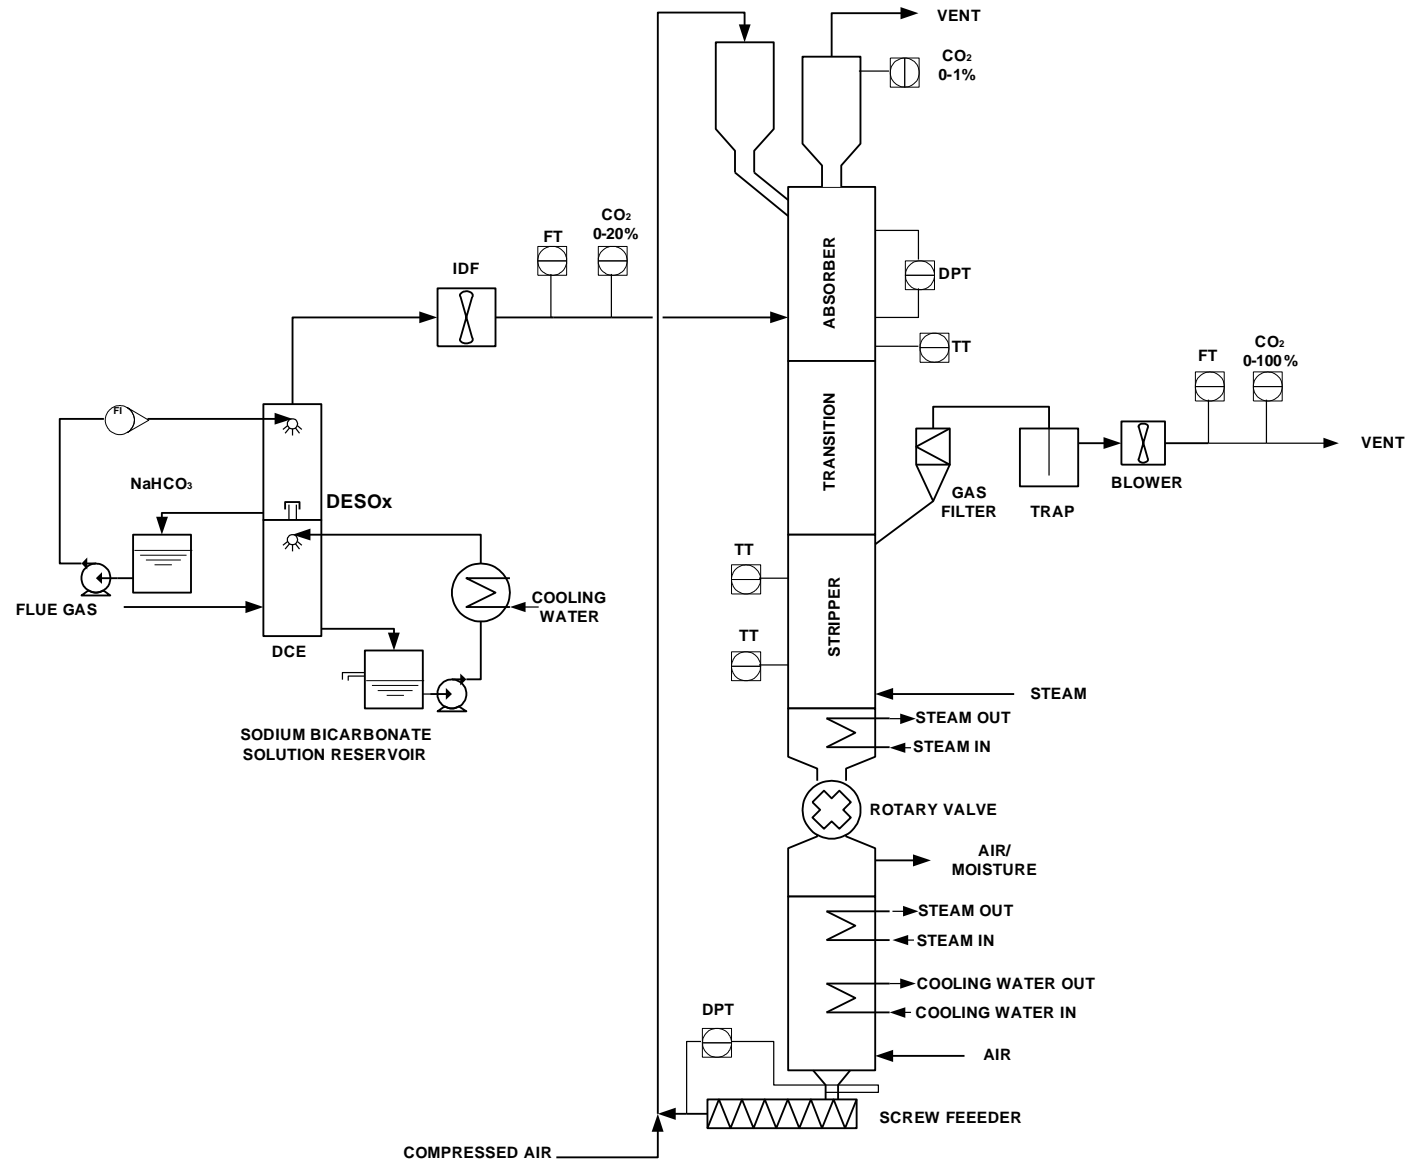 VENT
CO₂
0-1%
CO₂
0-20%
FT
IDF
ABSORBER
DPT
TT
CO₂
0-100%
FT
FI
TRANSITION
VENT
NaHCO₃
DESOx
GAS
FILTER
TRAP
BLOWER
TT
FLUE GAS
COOLING
WATER
STRIPPER
DCE
TT
STEAM
SODIUM BICARBONATE
SOLUTION RESERVOIR
STEAM OUT
STEAM IN
ROTARY VALVE
AIR/
MOISTURE
STEAM OUT
STEAM IN
COOLING WATER OUT
COOLING WATER IN
DPT
AIR
SCREW FEEEDER
COMPRESSED AIR